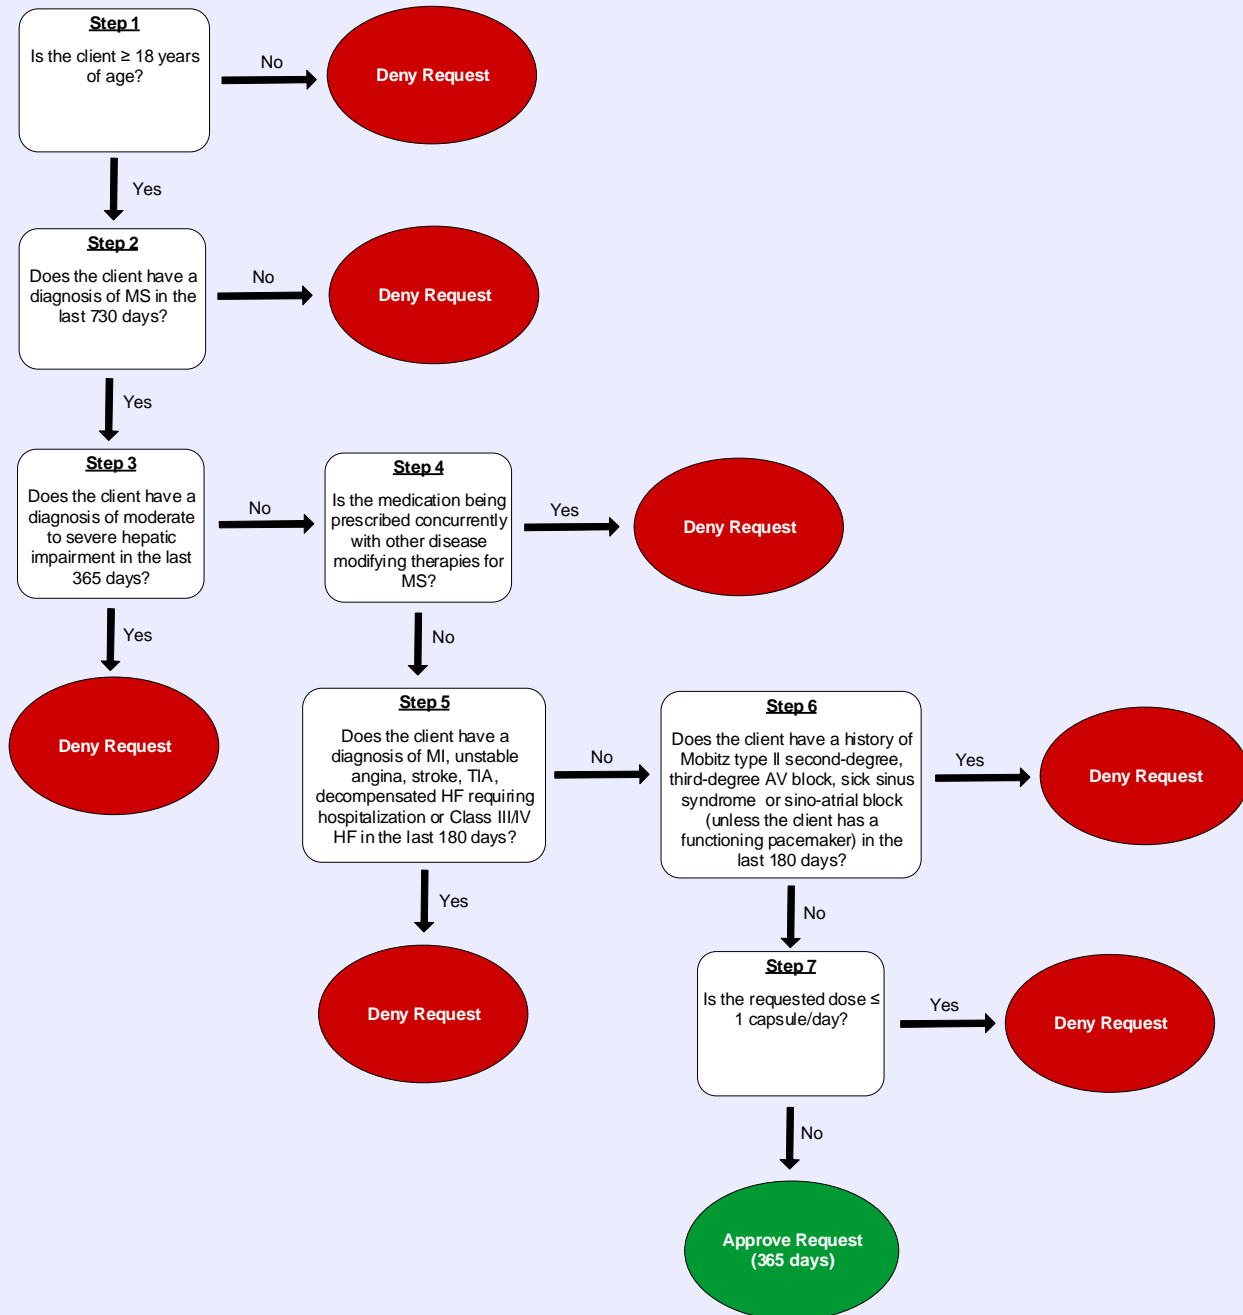 Step 1
Is the client ≥ 18 years
of age?
No
Deny Request
Yes
Step 2
Does the client have a
diagnosis of MS in the
last 730 days?
No
Deny Request
Yes
Step 3
Does the client have a
diagnosis of moderate
to severe hepatic
impairment in the last
365 days?
No
Yes
Deny Request
Step 4
Is the medication being
prescribed concurrently
with other disease
modifying therapies for
MS?
Yes
Deny Request
No
Step 5
Does the client have a
diagnosis of MI, unstable
angina, stroke, TIA,
decompensated HF requiring
hospitalization or Class III/IV
HF in the last 180 days?
No
Yes
Deny Request
Step 6
Does the client have a history of
Mobitz type II second-degree,
third-degree AV block, sick sinus
syndrome or sino-atrial block
(unless the client has a
functioning pacemaker) in the
last 180 days?
Yes
Deny Request
No
Step 7
Is the requested dose ≤
1 capsule/day?
Yes
Deny Request
No
Approve Request
(365 days)